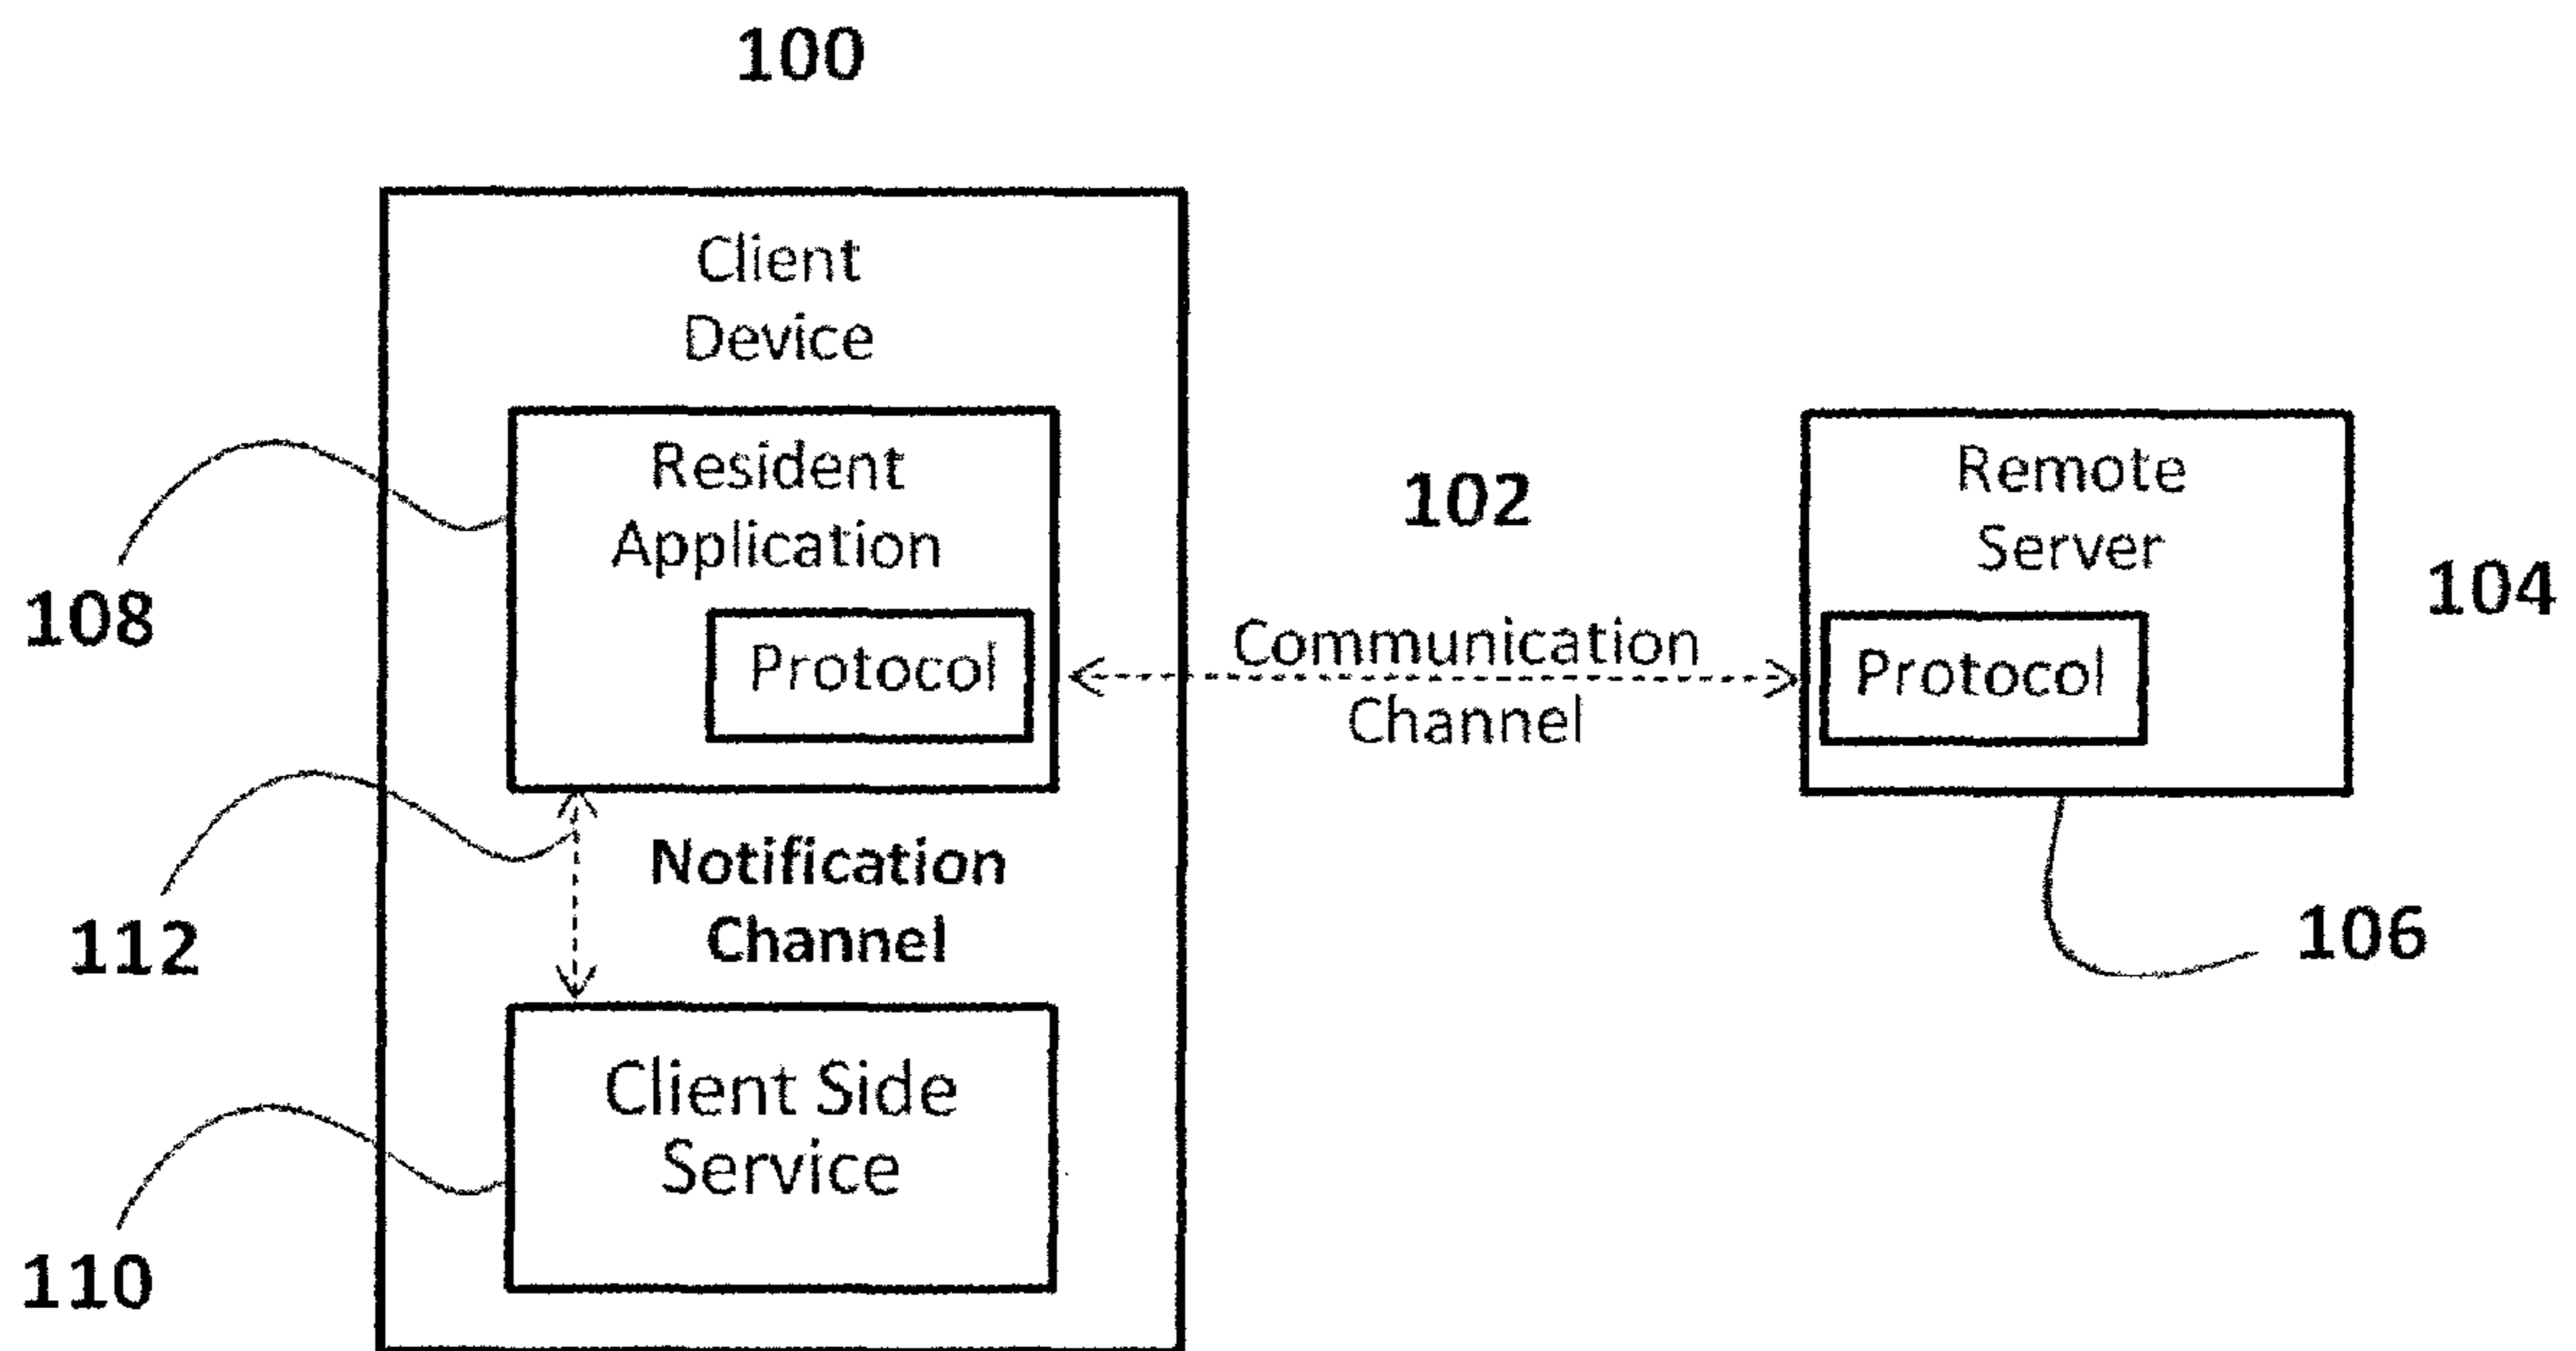 100
Client
Device
Resident
Application
Protocol
108
102
Communication
Channel
Remote
Server
Protocol
104
106
Notification
Channel
112
Client Side
Service
110